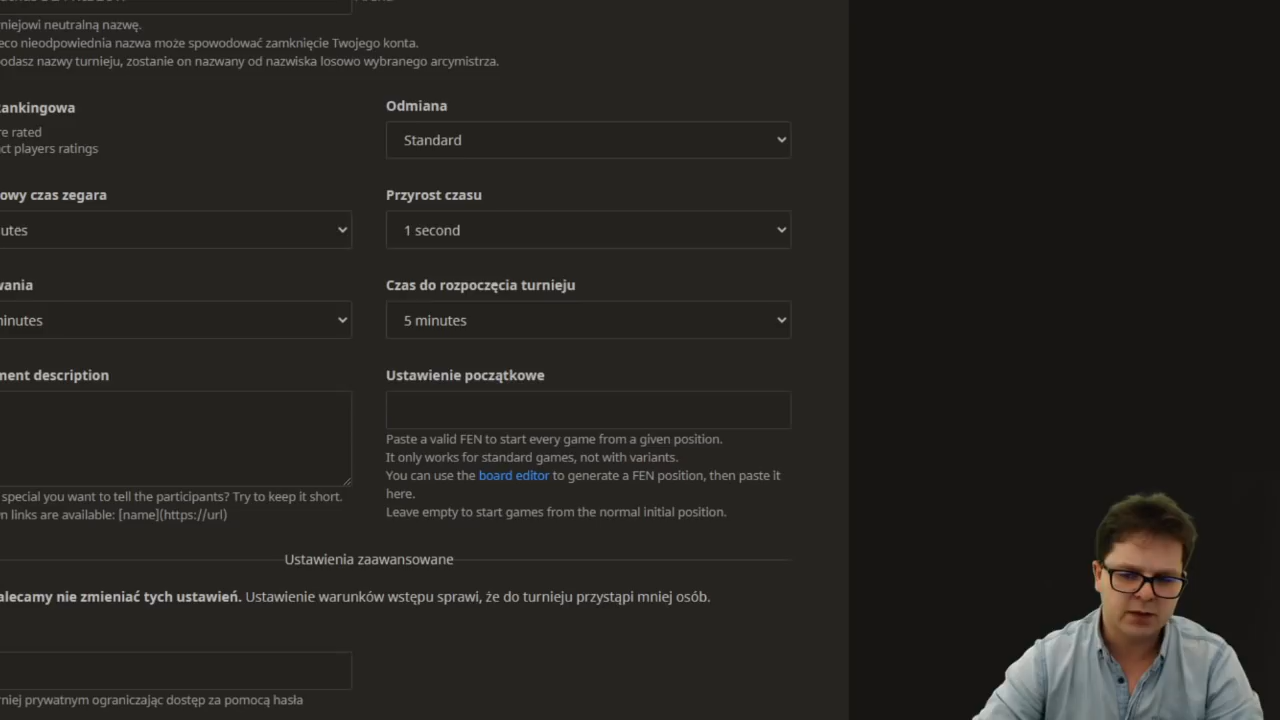 niejowi neutralną nazwę.
eco nieodpowiednia nazwa może spowodować zamknięcie Twojego konta.
odasz nazwy turnieju, zostanie on nazwany od nazwiska losowo wybranego arcymistrza.
ankingowa
Odmiana
re rated
Standard
ct players ratings
owy czas zegara
Przyrost czasu
utes
1 second
wania
Czas do rozpoczęcia turnieju
inutes
5 minutes
ment description
Ustawienie początkowe
Paste a valid FEN to start every game from a given position.
It only works for standard games, not with variants.
You can use the board editor to generate a FEN position, then paste it
here.
special you want to tell the participants? Try to keep it short.
n links are available: [name](https://url)
Leave empty to start games from the normal initial position.
Ustawienia zaawansowane
alecamy nie zmieniać tych ustawień. Ustawienie warunków wstępu sprawi, że do turnieju przystąpi mniej osób.
niej prywatnym ograniczając dostęp za pomocą hasła